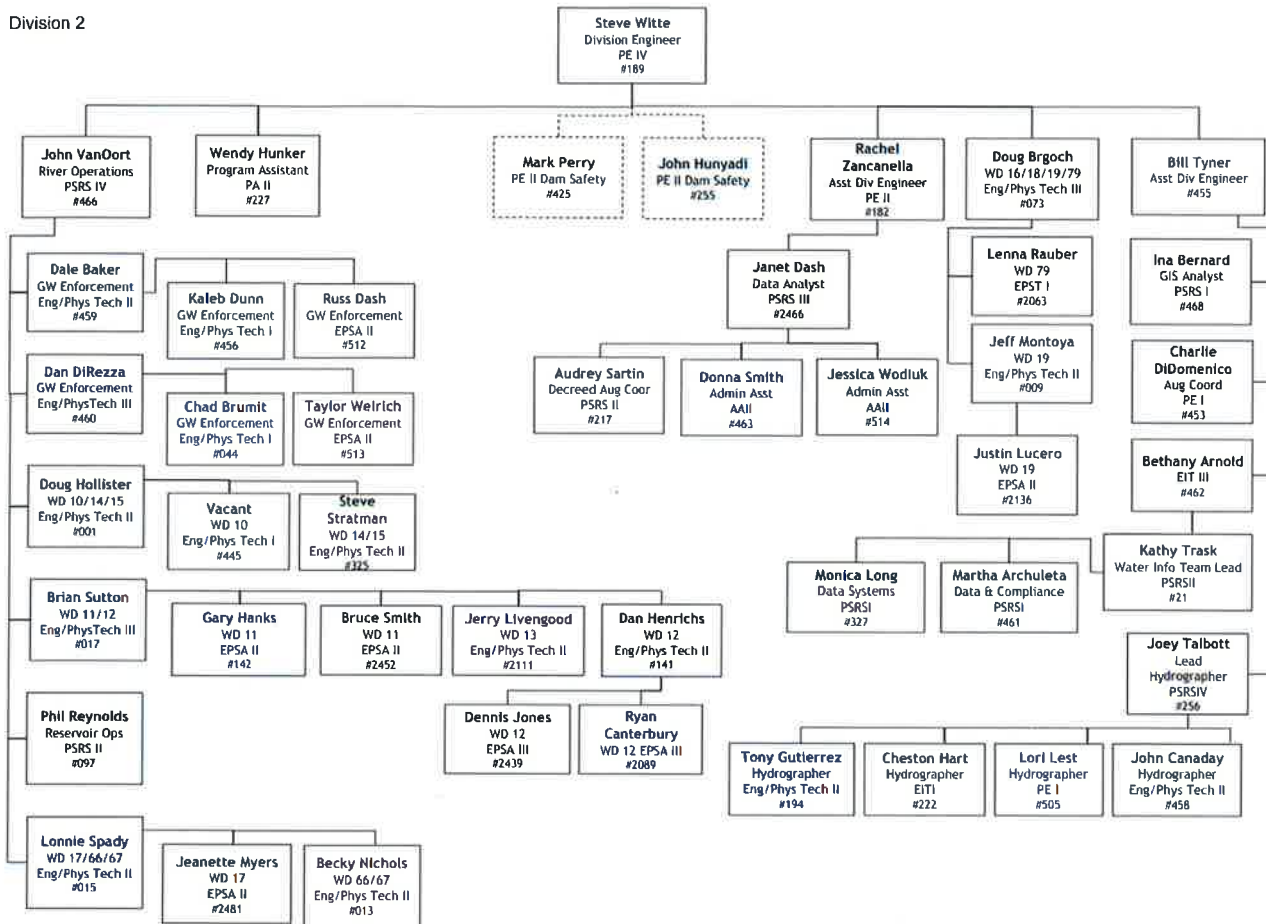 Division 2
Steve Witte
Division Engineer
PE IV
#189
John VanOort
River Operations
PSRS IV
#466
Wendy Hunker
Program Assistant
PA II
#227
Mark Perry
PE II Dam Safety
#425
John Hunyadi
PE II Dam Safety
#255
Rachel
Zancanella
Asst Div Engineer
PE II
#182
Doug Brgoch
WD 16/18/19/79
Eng/Phys Tech III
#073
Bill Tyner
Asst Div Engineer
#455
Dale Baker
GW Enforcement
Eng/Phys Tech II
#459
Kaleb Dunn
GW Enforcement
Eng/Phys Tech I
#456
Russ Dash
GW Enforcement
EPSA II
#512
Dan DiRezza
GW Enforcement
Eng/PhysTech III
#460
Chad Brumit
GW Enforcement
Eng/Phys Tech I
#044
Taylor Weirich
GW Enforcement
EPSA II
#513
Doug Hollister
WD 10/14/15
Eng/Phys Tech II
#001
Vacant
WD 10
Eng/Phys Tech I
#445
Steve
Stratman
WD 14/15
Eng/Phys Tech II
#325
Brian Sutton
WD 11/12
Eng/PhysTech III
#017
Gary Hanks
WD 11
EPSA II
#142
Bruce Smith
WD 11
EPSA II
#2452
Jerry Livengood
WD 13
Eng/Phys Tech II
#2111
Dan Henrichs
WD 12
Eng/Phys Tech II
#141
Dennis Jones
WD 12
EPSA III
#2439
Ryan
Canterbury
WD 12 EPSA III
#2089
Phil Reynolds
Reservoir Ops
PSRS II
#097
Lonnie Spady
WD 17/66/67
Eng/Phys Tech II
#015
Jeanette Myers
WD 17
EPSA II
#2481
Becky Nichols
WD 66/67
Eng/Phys Tech II
#013
Janet Dash
Data Analyst
PSRS III
#2466
Audrey Sartin
Decreed Aug Coor
PSRS II
#217
Donna Smith
Admin Asst
AAII
#463
Jessica Wodiuk
Admin Asst
AAII
#514
Lenna Rauber
WD 79
EPST I
#2063
Jeff Montoya
WD 19
Eng/Phys Tech II
#009
Justin Lucero
WD 19
EPSA II
#2136
Ina Bernard
GIS Analyst
PSRS I
#468
Charlie
DiDomenico
Aug Coord
PE I
#453
Bethany Arnold
EIT III
#462
Kathy Trask
Water Info Team Lead
PSRSII
#21
Monica Long
Data Systems
PSRSI
#327
Martha Archuleta
Data & Compliance
PSRSI
#461
Joey Talbott
Lead
Hydrographer
PSRSIV
#256
Tony Gutierrez
Hydrographer
Eng/Phys Tech II
#194
Cheston Hart
Hydrographer
EITI
#222
Lori Lest
Hydrographer
PE I
#505
John Canaday
Hydrographer
Eng/Phys Tech II
#458